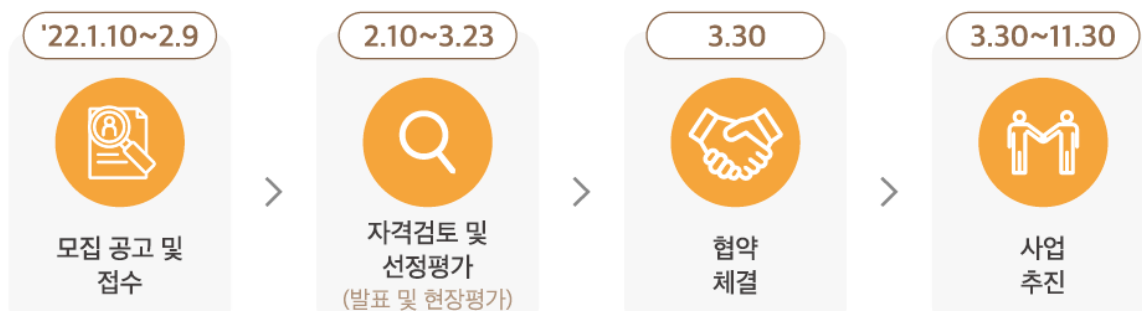 '22.1.10~2.9
모집 공고 및
접수
2.10~3.23
자격검토 및
선정평가
(발표 및 현장평가)
3.30
협약
체결
3.30~11.30
사업
추진